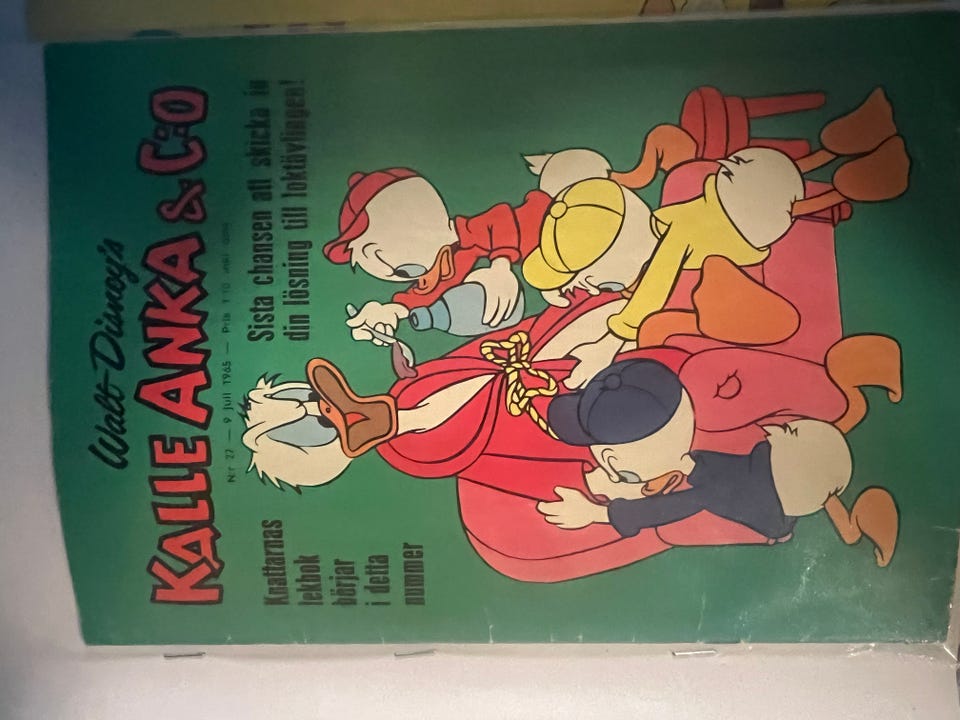 Walt Disney's
KALLE ANKA & C:O
N:r 27 — 9 juli 1965 — Pris 1:10 inkl. oms
Knattarnas
lekbok
börjar
i detta
nummer
Sista chansen att skicka in
din lösning till loktävlingen!